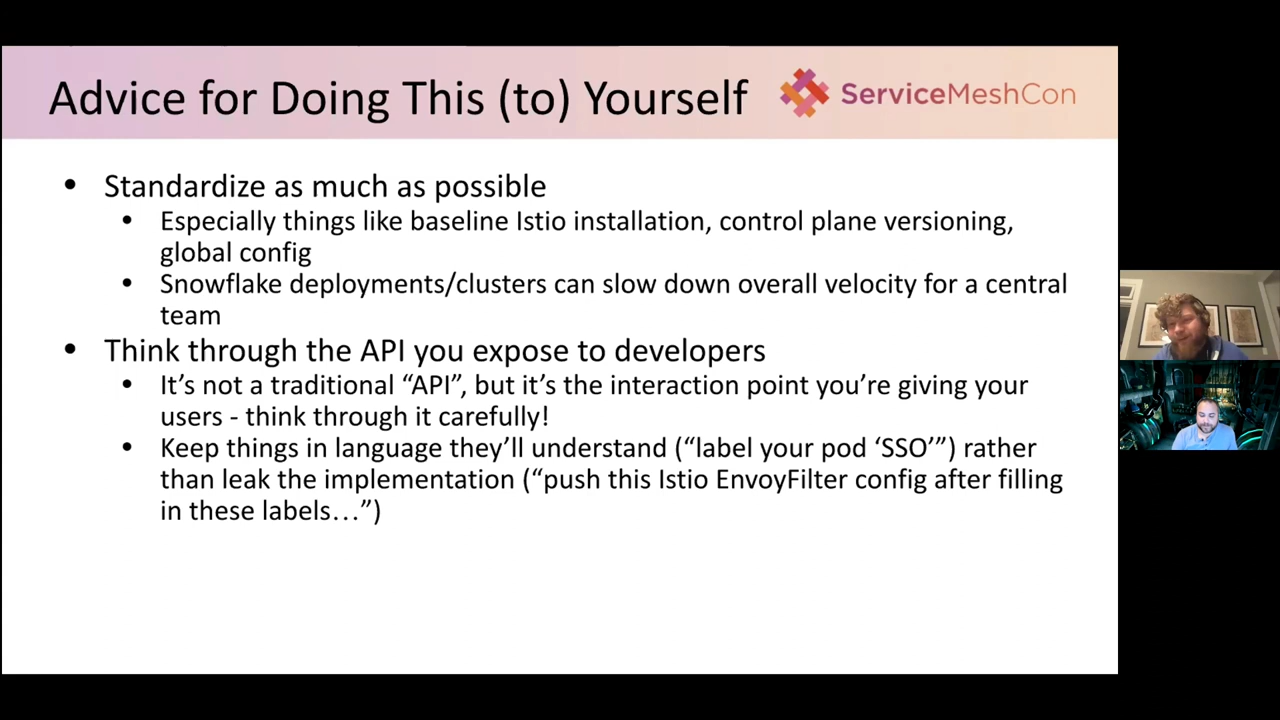 Advice for Doing This (to) Yourself
ServiceMeshCon
• Standardize as much as possible
• Especially things like baseline Istio installation, control plane versioning,
global config
• Snowflake deployments/clusters can slow down overall velocity for a central
team
• Think through the API you expose to developers
• It’s not a traditional “API”, but it’s the interaction point you’re giving your
users - think through it carefully!
• Keep things in language they’ll understand (“label your pod ‘SSO’”) rather
than leak the implementation (“push this Istio EnvoyFilter config after filling
in these labels…”)